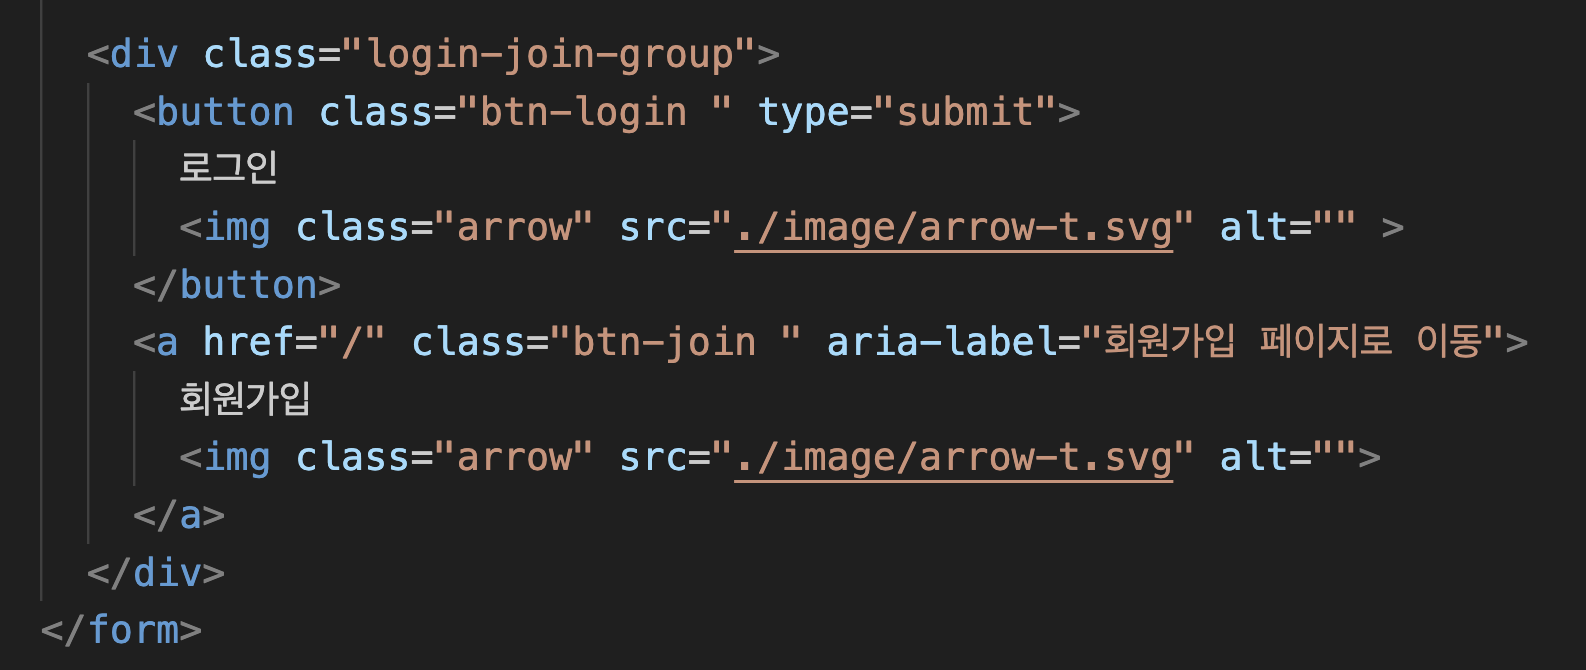 <div class="login-join-group">
<button class="btn-login " type="submit">
로그인
<img class="arrow" src="./image/arrow-t.svg" alt="" >
</button>
<a href="/" class="btn-join " aria-label="회원가입 페이지로 이동">
회원가입
<img class="arrow" src="./image/arrow-t.svg" alt="">
</a>
</div>
</form>